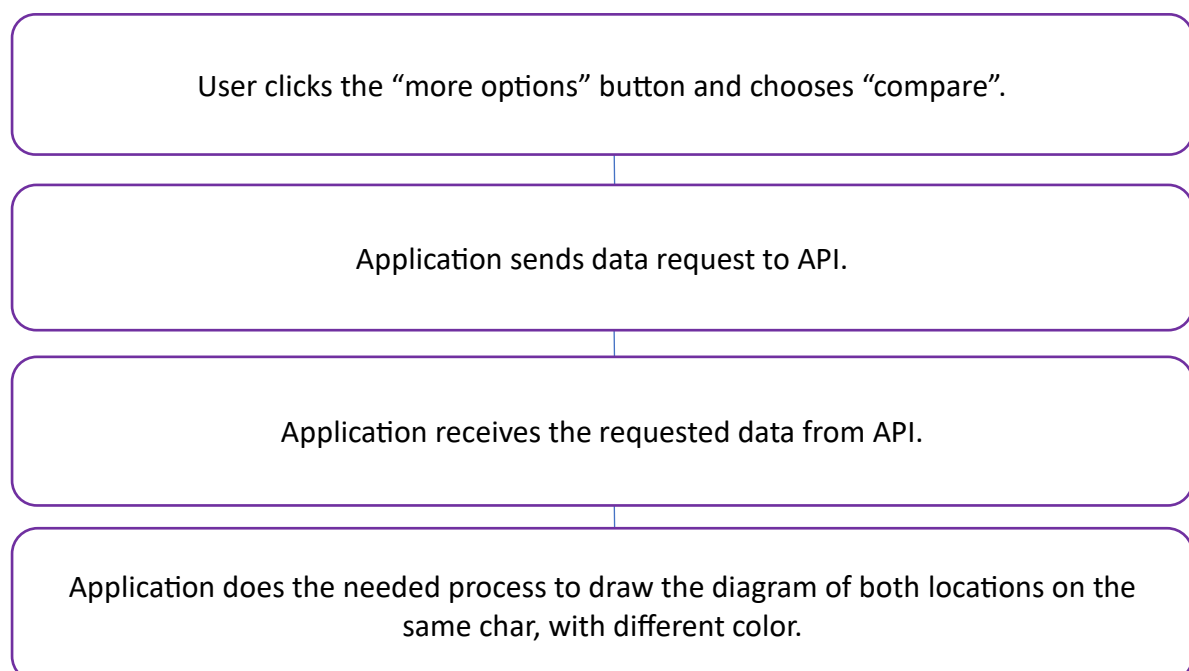 User clicks the “more options” button and chooses “compare”.
Application sends data request to API.
Application receives the requested data from API.
Application does the needed process to draw the diagram of both locations on the
same char, with different color.